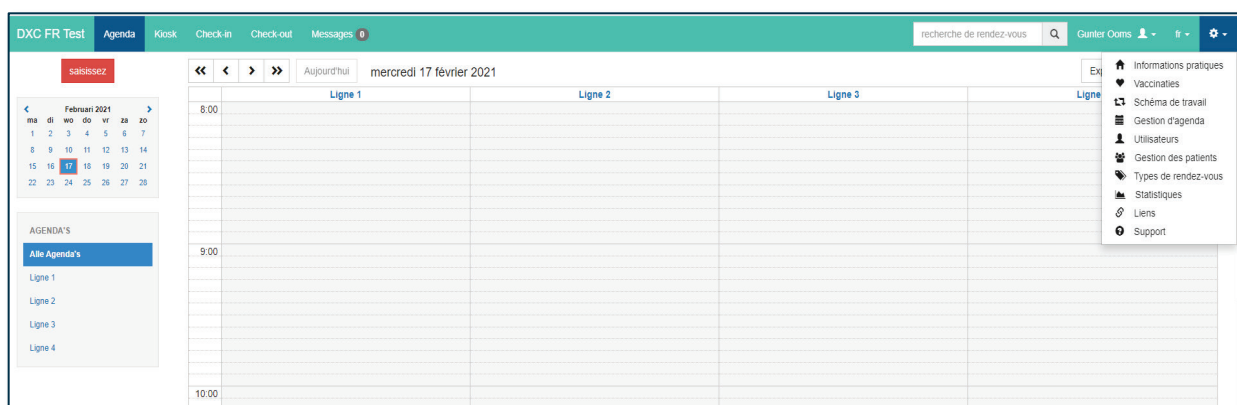 DXC FR Test Agenda Kiosk Check-in Check-out Messages 0 recherche de rendez-vous Gunter Ooms fr
saisissez
Aujourd'hui mercredi 17 février 2021 Exp
Informations pratiques
Vaccinaties
Schéma de travail
Gestion d'agenda
Utilisateurs
Gestion des patients
Types de rendez-vous
Statistiques
Liens
Support
Februari 2021
ma di wo do vr za zo
1 2 3 4 5 6 7
8 9 10 11 12 13 14
15 16 17 18 19 20 21
22 23 24 25 26 27 28
AGENDA'S
Alle Agenda's
Ligne 1
Ligne 2
Ligne 3
Ligne 4
Ligne 1 Ligne 2 Ligne 3 Ligne
8:00
9:00
10:00